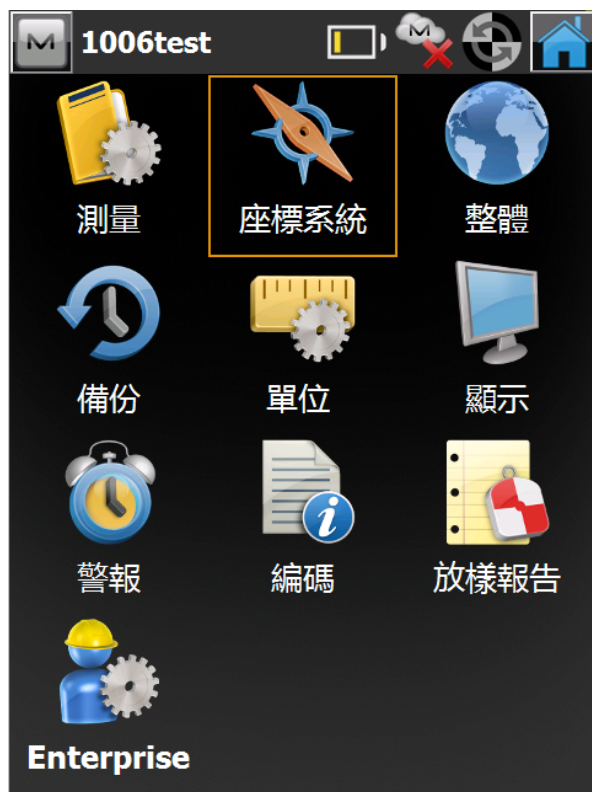 1006test
測量 座標系統 整體
備份 單位 顯示
警報 編碼 放樣報告
Enterprise